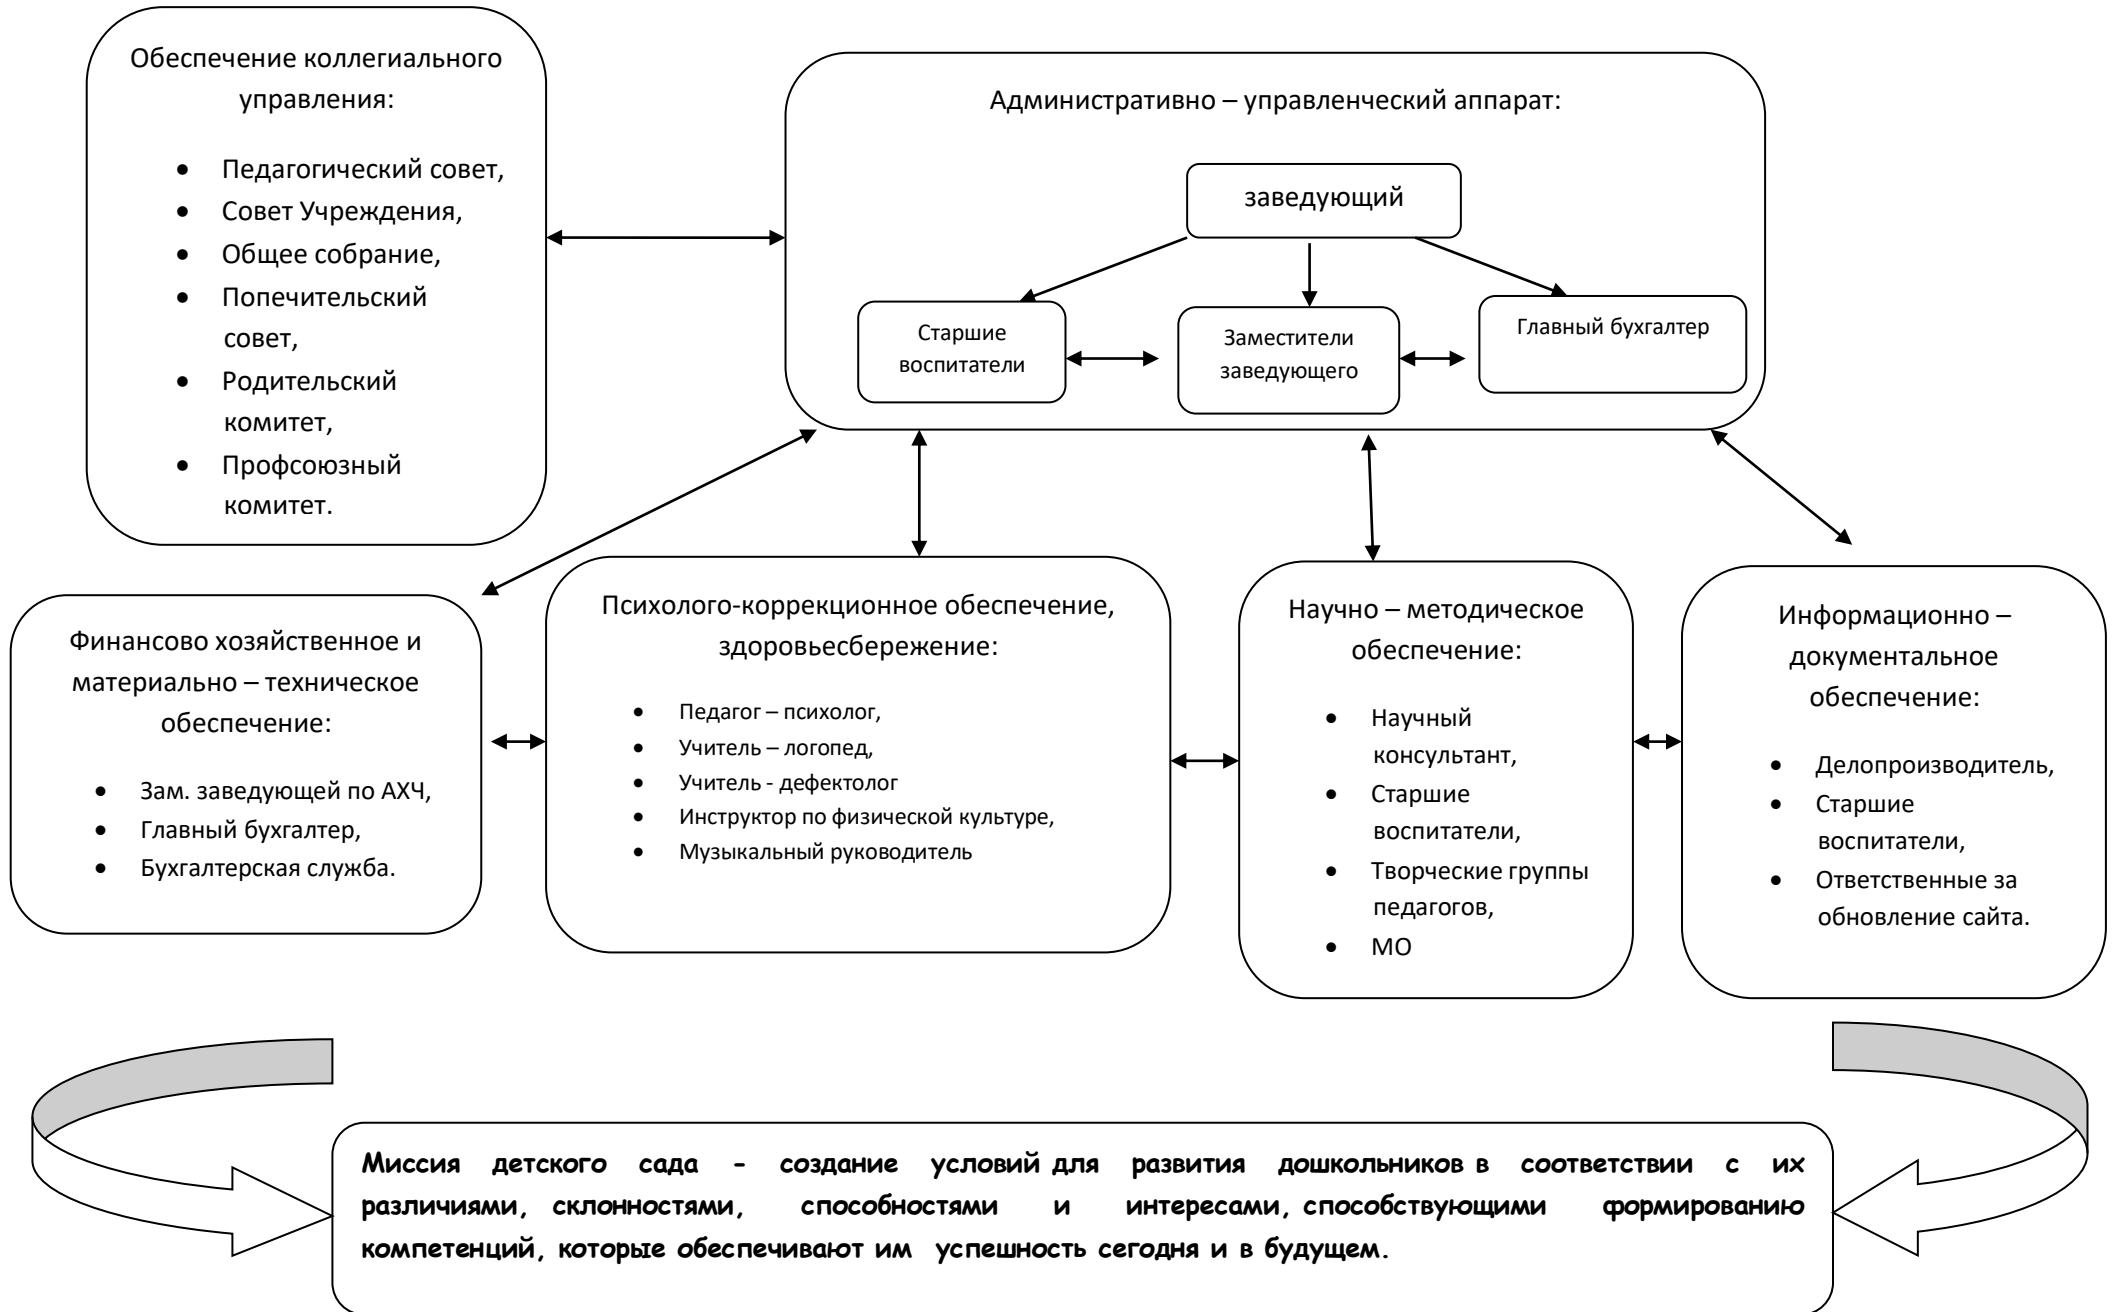 Обеспечение коллегиального
управления:
Педагогический совет,
Совет Учреждения,
Общее собрание,
Попечительский
совет,
Родительский
комитет,
Профсоюзный
комитет.
Административно – управленческий аппарат:
заведующий
Старшие
воспитатели
Заместители
заведующего
Главный бухгалтер
Финансово хозяйственное и
материально – техническое
обеспечение:
Зам. заведующей по АХЧ,
Главный бухгалтер,
Бухгалтерская служба.
Психолого-коррекционное обеспечение,
здоровьесбережение:
Педагог – психолог,
Учитель – логопед,
Учитель - дефектолог
Инструктор по физической культуре,
Музыкальный руководитель
Научно – методическое
обеспечение:
Научный
консультант,
Старшие
воспитатели,
Творческие группы
педагогов,
МО
Информационно –
документальное
обеспечение:
Делопроизводитель,
Старшие
воспитатели,
Ответственные за
обновление сайта.
Миссия детского сада - создание условий для развития дошкольников в соответствии с их
различиями, склонностями, способностями и интересами, способствующими формированию
компетенций, которые обеспечивают им успешность сегодня и в будущем.